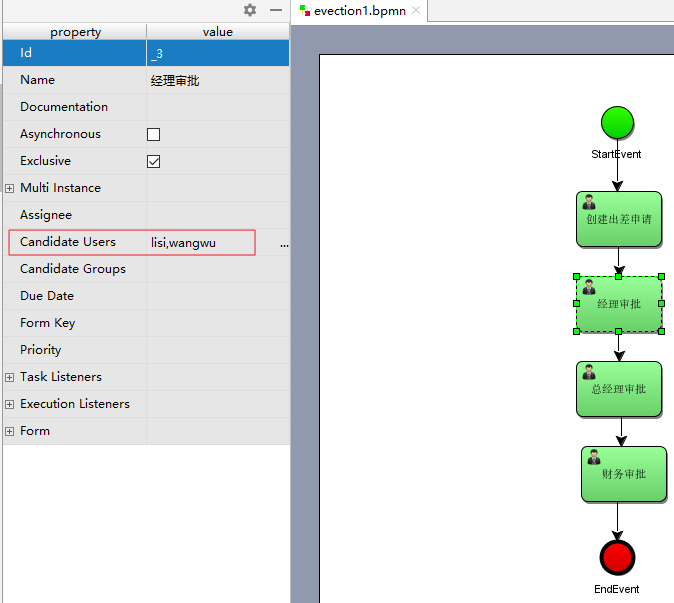 evection1.bpmn
property value
Id _3
Name 经理审批
Documentation
Asynchronous
Exclusive
Multi Instance
Assignee
Candidate Users lisi,wangwu ...
Candidate Groups
Due Date
Form Key
Priority
Task Listeners
Execution Listeners
Form
StartEvent
创建出差申请
经理审批
总经理审批
财务审批
EndEvent